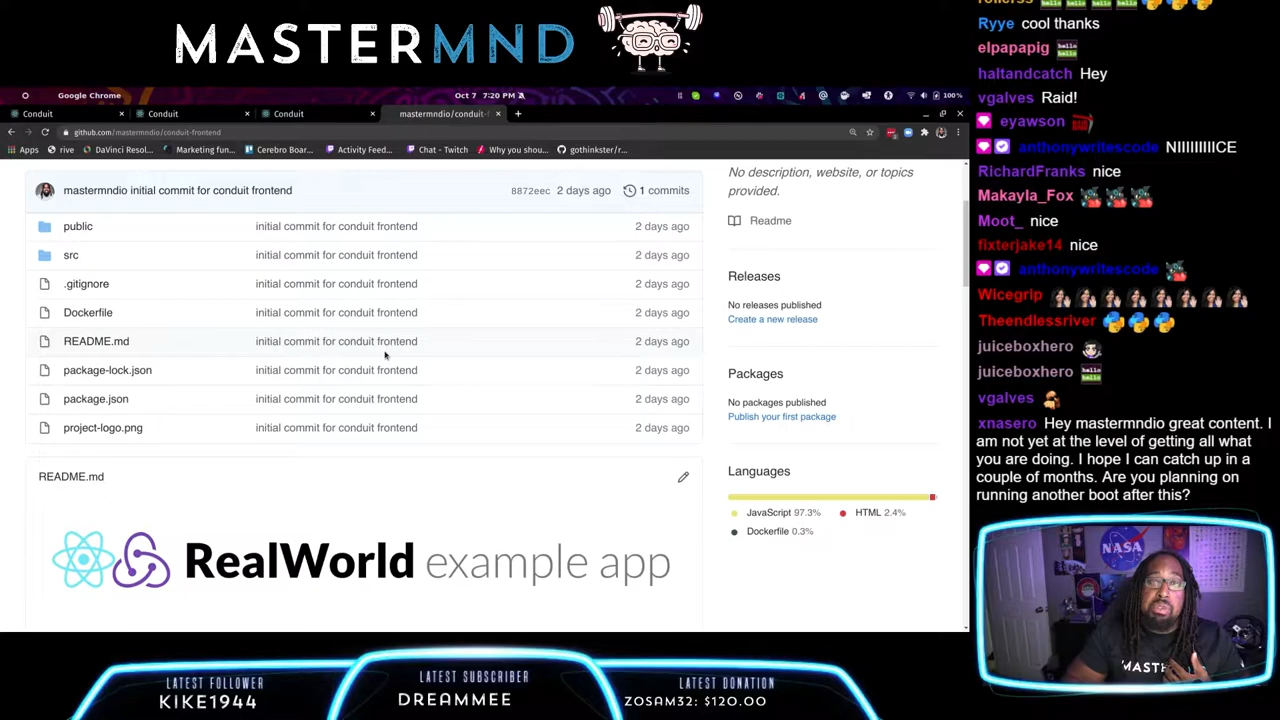 MASTERMND
Google Chrome
Oct 7 7:20 PM
100%
Conduit
Conduit
Conduit
mastermndio/conduit-f
github.com/mastermndio/conduit-frontend
Apps
rive
DaVinci Resol...
Marketing fun...
Cerebro Boar...
Activity Feed...
Chat - Twitch
Why you shou...
gothinkster/r...
mastermndio initial commit for conduit frontend
8872eec 2 days ago
1 commits
public initial commit for conduit frontend 2 days ago
src initial commit for conduit frontend 2 days ago
.gitignore initial commit for conduit frontend 2 days ago
Dockerfile initial commit for conduit frontend 2 days ago
README.md initial commit for conduit frontend 2 days ago
package-lock.json initial commit for conduit frontend 2 days ago
package.json initial commit for conduit frontend 2 days ago
project-logo.png initial commit for conduit frontend 2 days ago
README.md
RealWorld example app
No description, website, or topics
provided.
Readme
Releases
No releases published
Create a new release
Packages
No packages published
Publish your first package
Languages
JavaScript 97.3%
HTML 2.4%
Dockerfile 0.3%
Ryye cool thanks
elpapapig hello
haltandcatch Hey
vgalves Raid!
eyawson
anthonywritescode NIIIIIIIICE
RichardFranks nice
Makayla_Fox
Moot_ nice
fixterjake14 nice
anthonywritescode
Wicegrip
Theendlessriver
juiceboxhero
juiceboxhero hello
vgalves
xnasero Hey mastermndio great content. I
am not yet at the level of getting all what
you are doing. I hope I can catch up in a
couple of months. Are you planning on
running another boot after this?
NASA
MASTE
LATEST FOLLOWER
KIKE1944
LATEST SUBSCRIBER
DREAMMEE
LATEST DONATION
ZOSAM32: $120.00